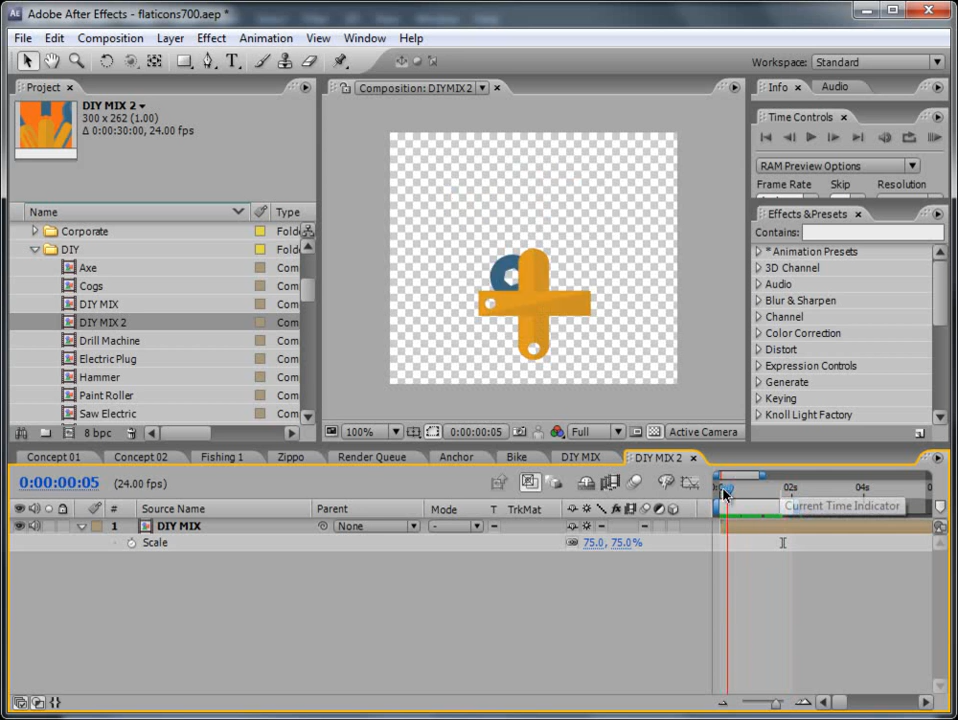 Adobe After Effects - flaticons700.aep *
File Edit Composition Layer Effect Animation View Window Help
Workspace: Standard
Project
DIY MIX 2
300 x 262 (1.00)
Δ 0:00:30:00, 24.00 fps
Name Type
Corporate Fold
DIY Fold
Axe Com
Cogs Com
DIY MIX Com
DIY MIX 2 Com
Drill Machine Com
Electric Plug Com
Hammer Com
Paint Roller Com
Saw Electric Com
8 bpc
Composition: DIY MIX 2
100% 0:00:00:05 Full Active Camera
Info Audio
Time Controls
RAM Preview Options
Frame Rate Skip Resolution
Effects & Presets
Contains:
* Animation Presets
3D Channel
Audio
Blur & Sharpen
Channel
Color Correction
Distort
Expression Controls
Generate
Keying
Knoll Light Factory
Concept 01 Concept 02 Fishing 1 Zippo Render Queue Anchor Bike DIY MIX DIY MIX 2
0:00:00:05 (24.00 fps)
02s 04s
Current Time Indicator
# Source Name Parent Mode T TrkMat
1 DIY MIX None -
Scale 75.0, 75.0%